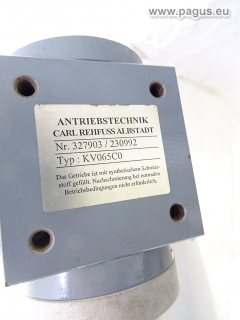 www.pagus.eu
ANTRIEBSTECHNIK
CARL REHFUSS ALBSTADT
Nr. 327903 / 230992
Typ: KV065C0
Das Getriebe ist mit synthetischem Schmier-
stoff gefüllt. Nachschmierung bei normalen
Betriebsbedingungen nicht erforderlich.